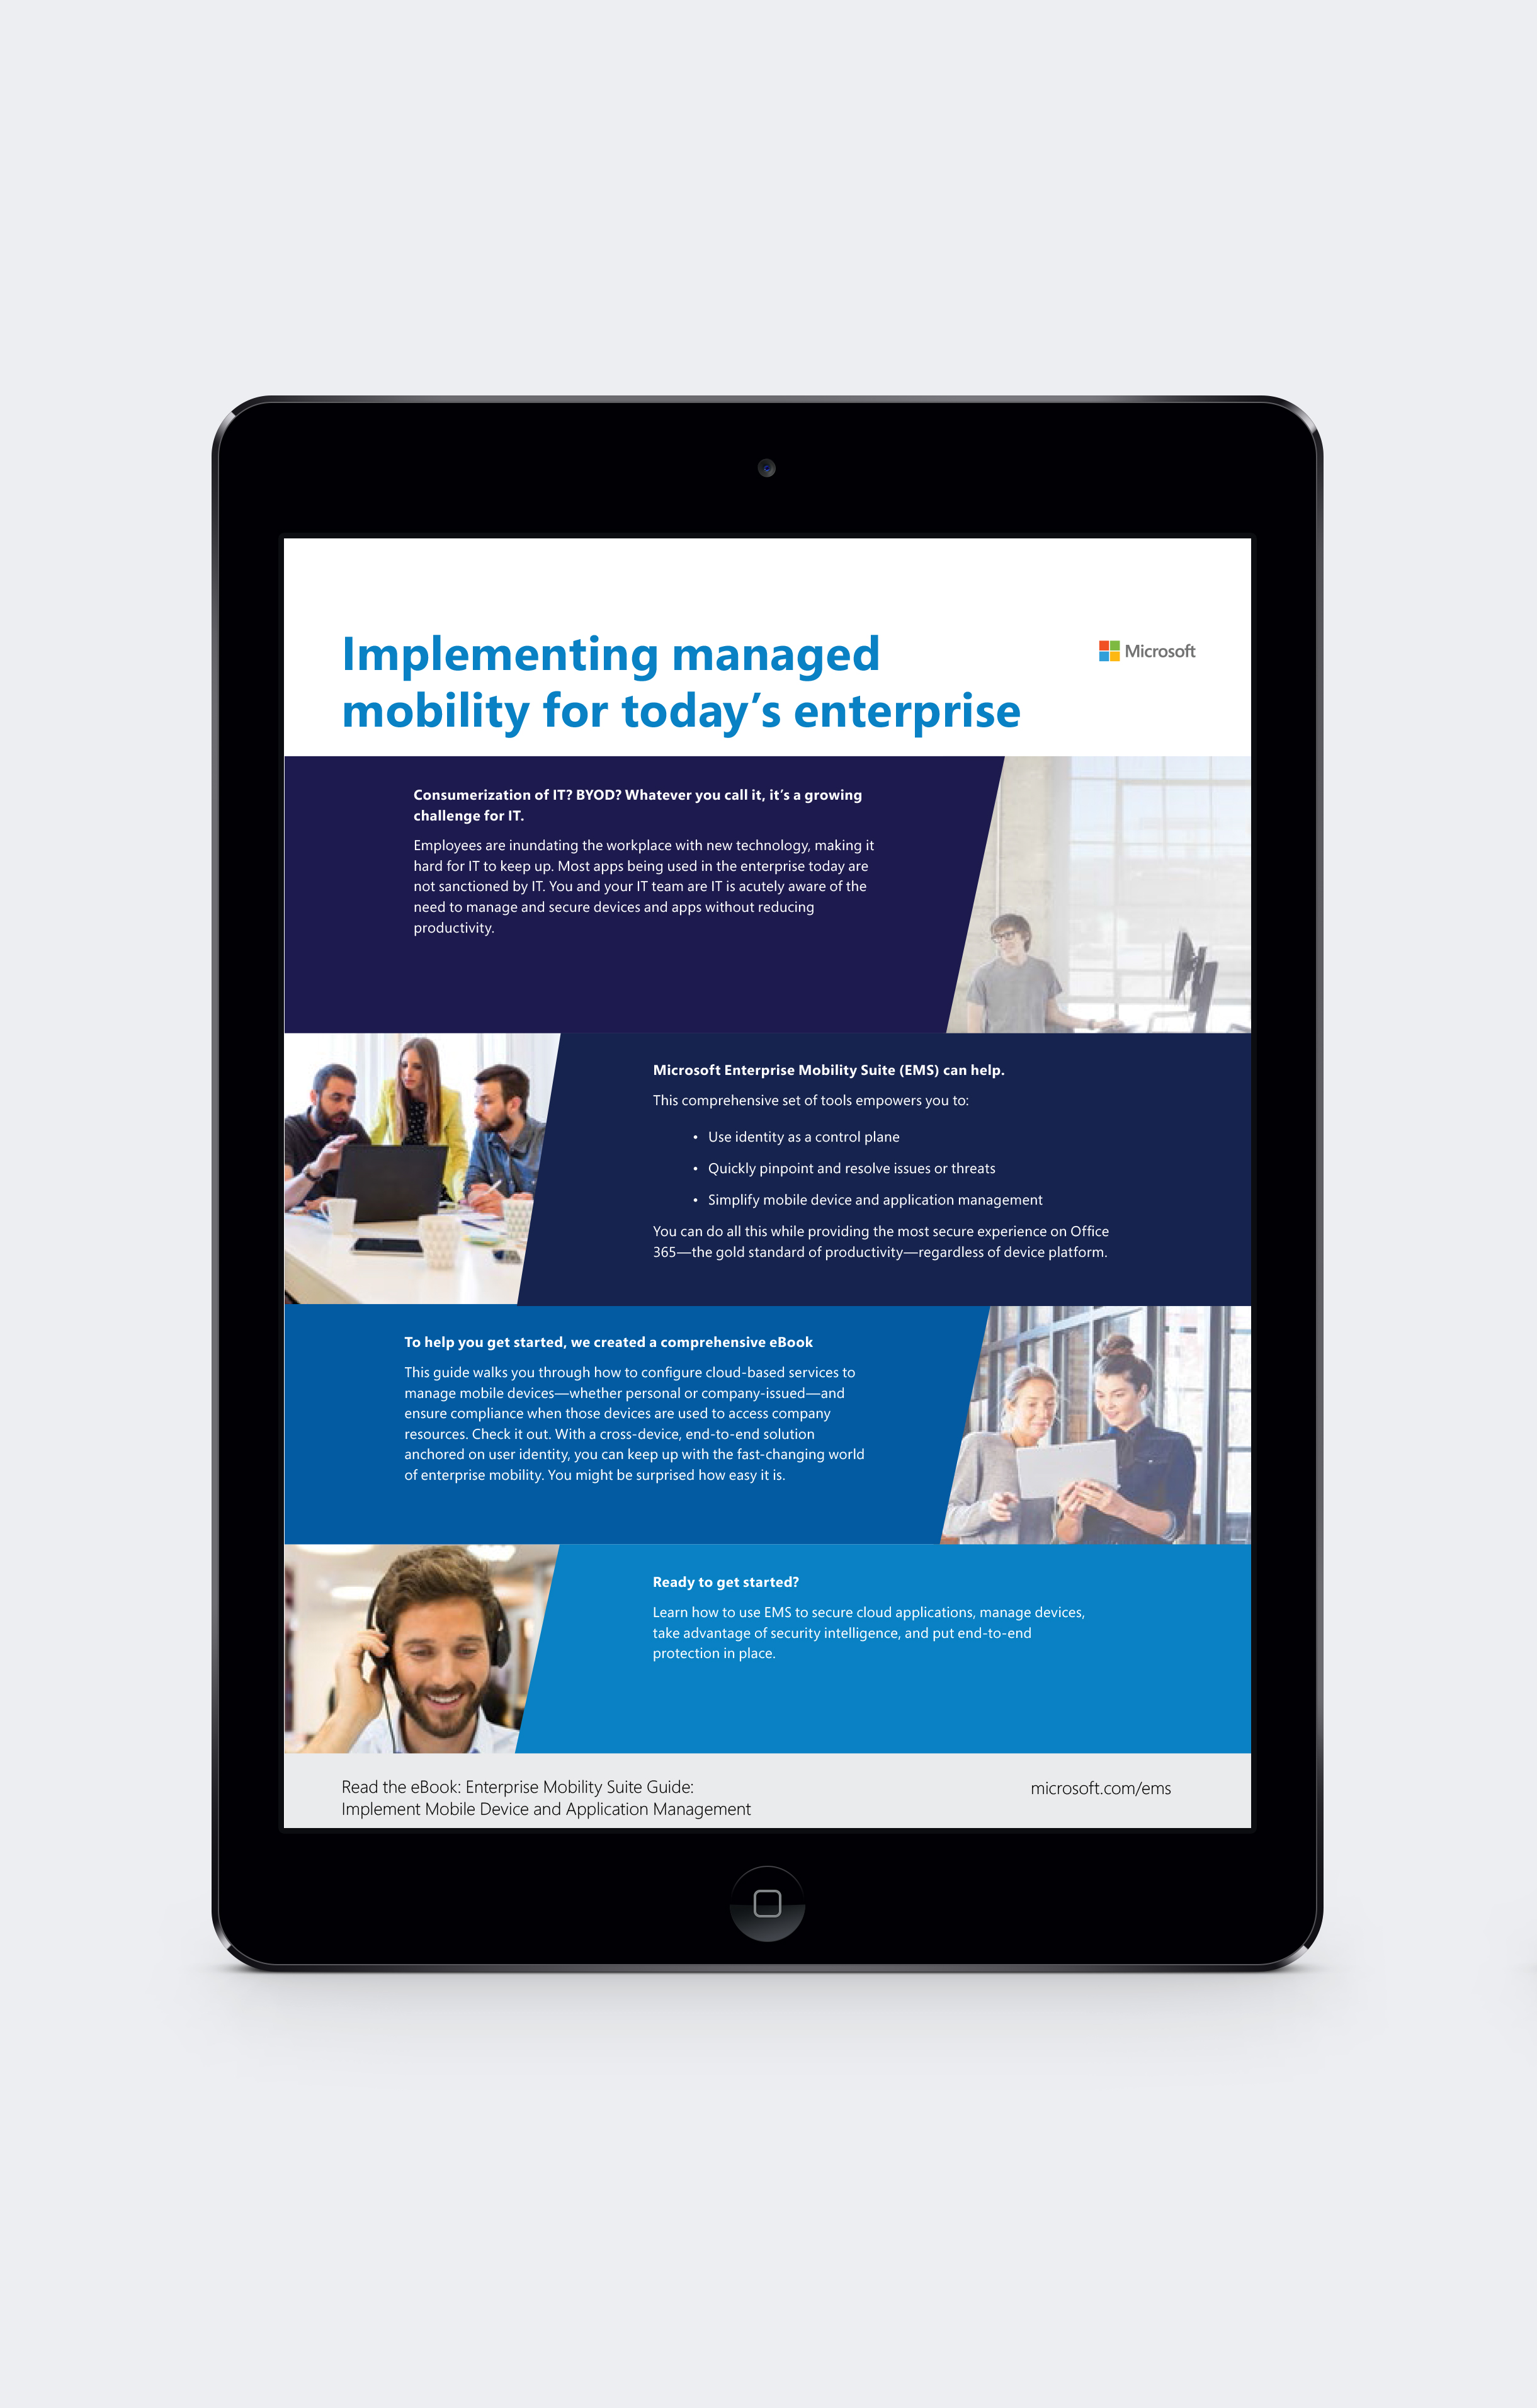 Implementing managed
mobility for today's enterprise
Microsoft
Consumerization of IT? BYOD? Whatever you call it, it's a growing
challenge for IT.
Employees are inundating the workplace with new technology, making it
hard for IT to keep up. Most apps being used in the enterprise today are
not sanctioned by IT. You and your IT team are IT is acutely aware of the
need to manage and secure devices and apps without reducing
productivity.
Microsoft Enterprise Mobility Suite (EMS) can help.
This comprehensive set of tools empowers you to:
• Use identity as a control plane
• Quickly pinpoint and resolve issues or threats
• Simplify mobile device and application management
You can do all this while providing the most secure experience on Office
365—the gold standard of productivity—regardless of device platform.
To help you get started, we created a comprehensive eBook
This guide walks you through how to configure cloud-based services to
manage mobile devices—whether personal or company-issued—and
ensure compliance when those devices are used to access company
resources. Check it out. With a cross-device, end-to-end solution
anchored on user identity, you can keep up with the fast-changing world
of enterprise mobility. You might be surprised how easy it is.
Ready to get started?
Learn how to use EMS to secure cloud applications, manage devices,
take advantage of security intelligence, and put end-to-end
protection in place.
Read the eBook: Enterprise Mobility Suite Guide:
Implement Mobile Device and Application Management
microsoft.com/ems